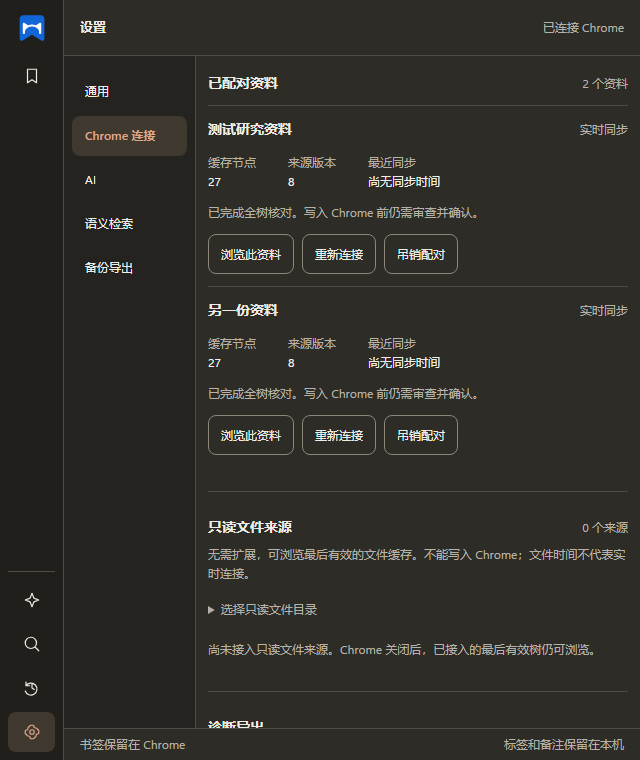 设置
已连接 Chrome
通用
Chrome 连接
AI
语义检索
备份导出
已配对资料
2 个资料
测试研究资料
实时同步
缓存节点 来源版本 最近同步
27 8 尚无同步时间
已完成全树核对。写入 Chrome 前仍需审查并确认。
浏览此资料 重新连接 吊销配对
另一份资料
实时同步
缓存节点 来源版本 最近同步
27 8 尚无同步时间
已完成全树核对。写入 Chrome 前仍需审查并确认。
浏览此资料 重新连接 吊销配对
只读文件来源
0 个来源
无需扩展，可浏览最后有效的文件缓存。不能写入 Chrome；文件时间不代表实
时连接。
选择只读文件目录
尚未接入只读文件来源。Chrome 关闭后，已接入的最后有效树仍可浏览。
诊断导出
书签保留在 Chrome
标签和备注保留在本机